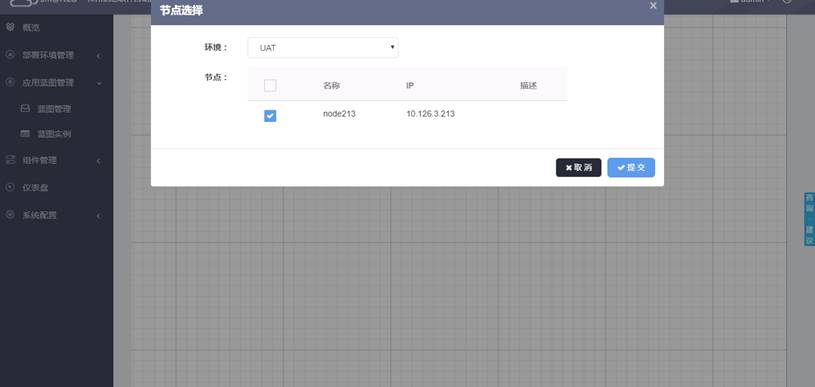 admin
节点选择
概览
部署环境管理
应用蓝图管理
蓝图管理
蓝图实例
组件管理
仪表盘
系统配置
环境：
UAT
节点：
名称 IP 描述
node213 10.126.3.213
取消
提交
咨询
建议